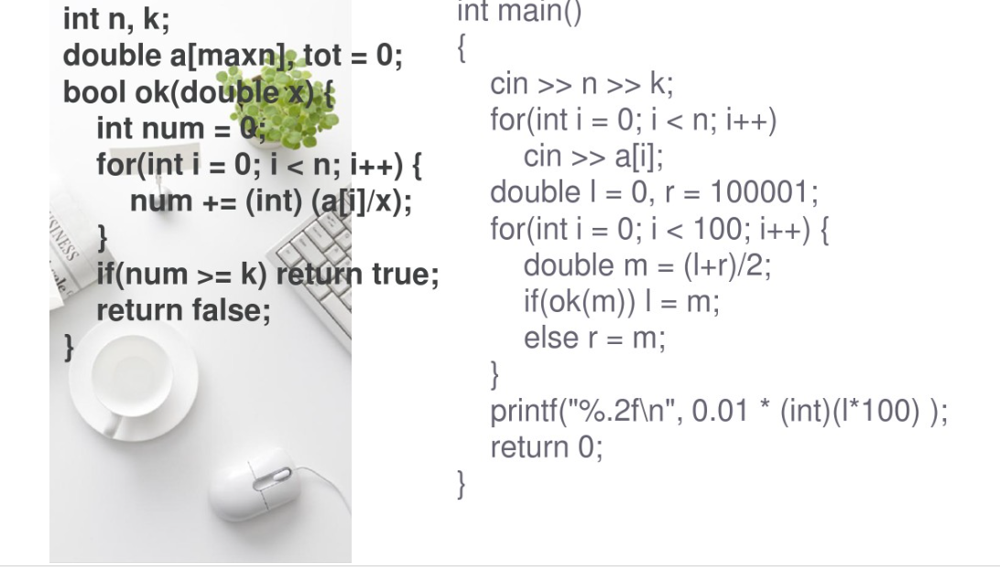 int n, k;
double a[maxn], tot = 0;
bool ok(double x) {
int num = 0;
for(int i = 0; i < n; i++) {
num += (int) (a[i]/x);
}
if(num >= k) return true;
return false;
}
int main()
{
cin >> n >> k;
for(int i = 0; i < n; i++)
cin >> a[i];
double l = 0, r = 100001;
for(int i = 0; i < 100; i++) {
double m = (l+r)/2;
if(ok(m)) l = m;
else r = m;
}
printf("%.2f\n", 0.01 * (int)(l*100) );
return 0;
}